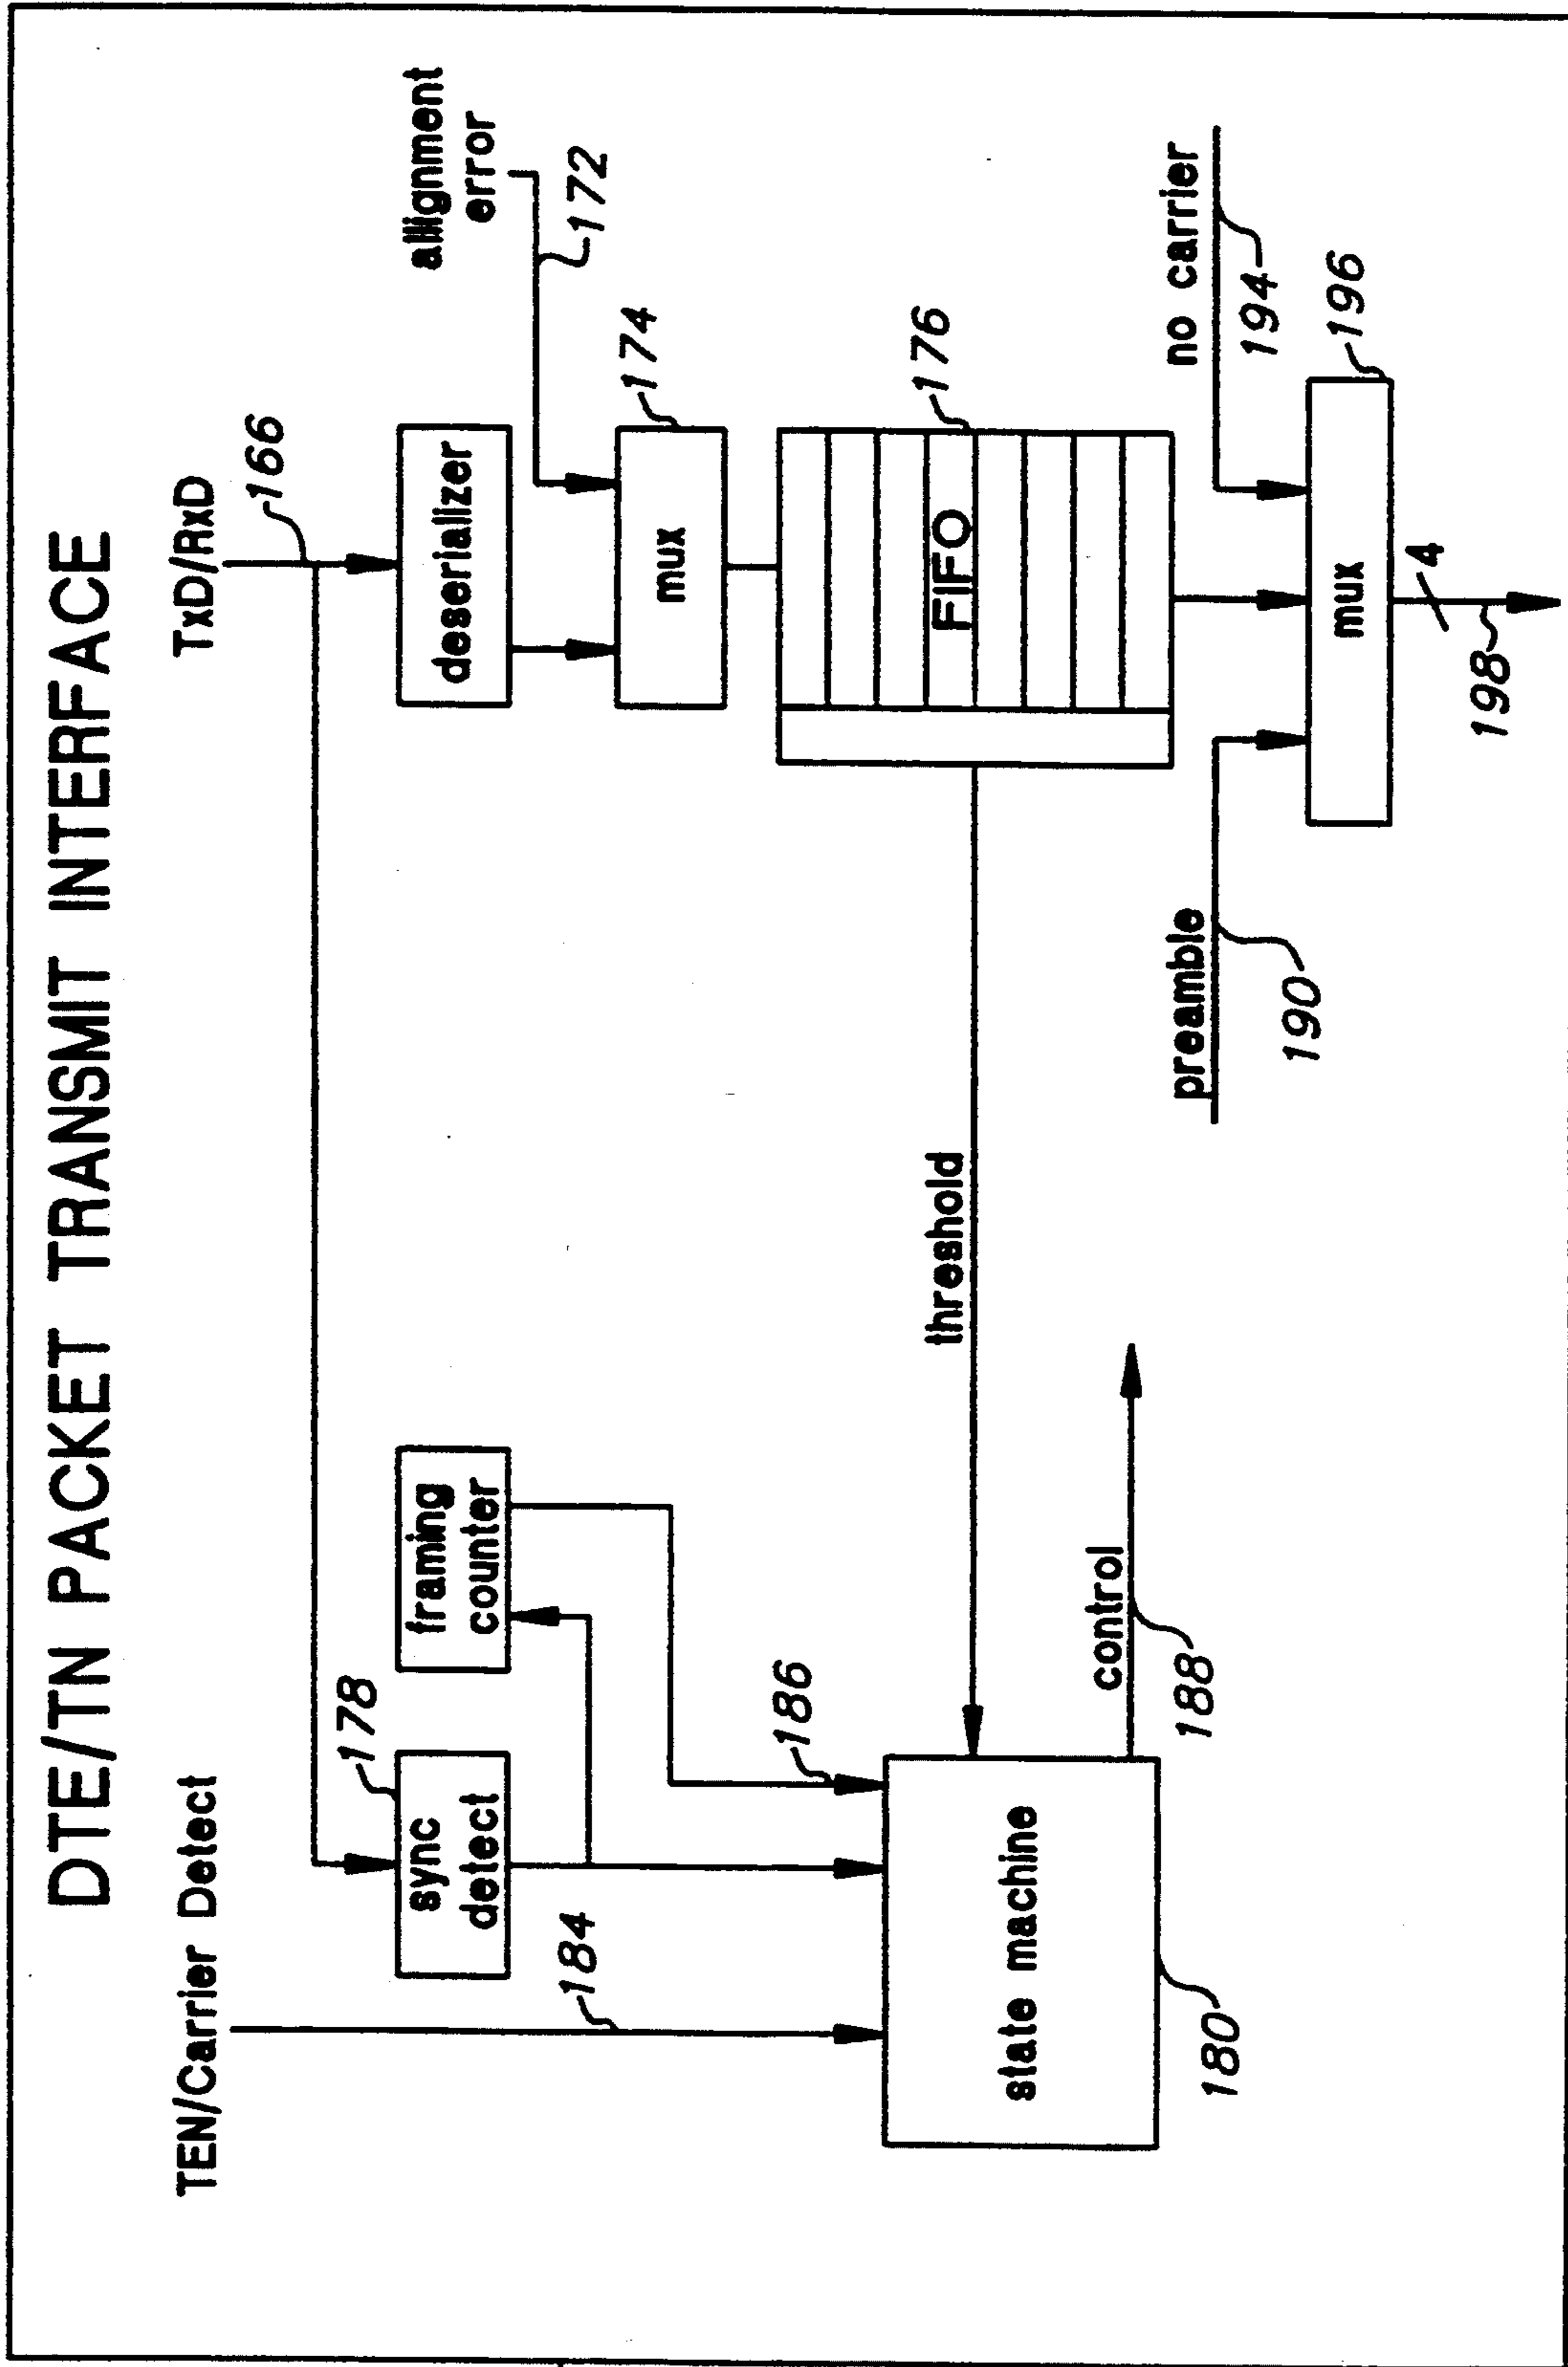 DTE/TN PACKET TRANSMIT INTERFACE
TEN/Carrier Detect
TxD/RxD
166
178
sync
detect
framing
counter
deserializer
allignment
error
172
184
174
mux
186
176
FIFO
threshold
state machine
180
control
188
preamble
190
no carrier
194
196
mux
4
198